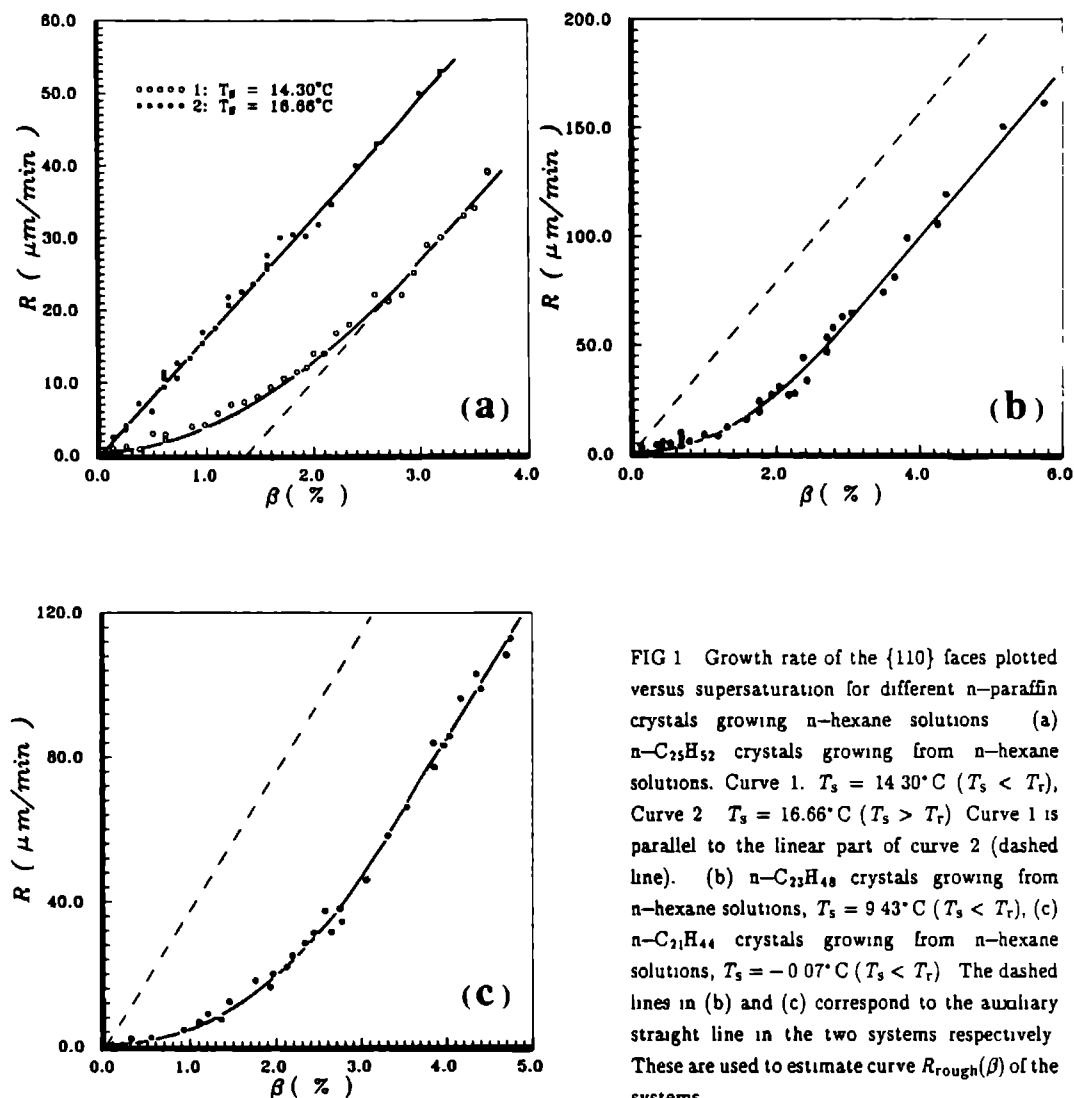 60.0
50.0
40.0
30.0
20.0
10.0
0.0
R ( μm/min )
○○○○○ 1: Tₛ = 14.30°C
▪▪▪▪▪ 2: Tₛ = 16.66°C
(a)
0.0 1.0 2.0 3.0 4.0
β ( % )
200.0
150.0
100.0
50.0
0.0
R ( μm/min )
(b)
0.0 2.0 4.0 6.0
β ( % )
120.0
80.0
40.0
0.0
R ( μm/min )
(c)
0.0 1.0 2.0 3.0 4.0 5.0
β ( % )
FIG 1 Growth rate of the {110} faces plotted
versus supersaturation for different n–paraffin
crystals growing n–hexane solutions (a)
n–C₂₅H₅₂ crystals growing from n–hexane
solutions. Curve 1. Tₛ = 14 30°C (Tₛ < Tᵣ),
Curve 2 Tₛ = 16.66°C (Tₛ > Tᵣ) Curve 1 is
parallel to the linear part of curve 2 (dashed
line). (b) n–C₂₃H₄₈ crystals growing from
n–hexane solutions, Tₛ = 9 43°C (Tₛ < Tᵣ), (c)
n–C₂₁H₄₄ crystals growing from n–hexane
solutions, Tₛ = – 0 07°C (Tₛ < Tᵣ) The dashed
lines in (b) and (c) correspond to the auxiliary
straight line in the two systems respectively
These are used to estimate curve R_rough(β) of the